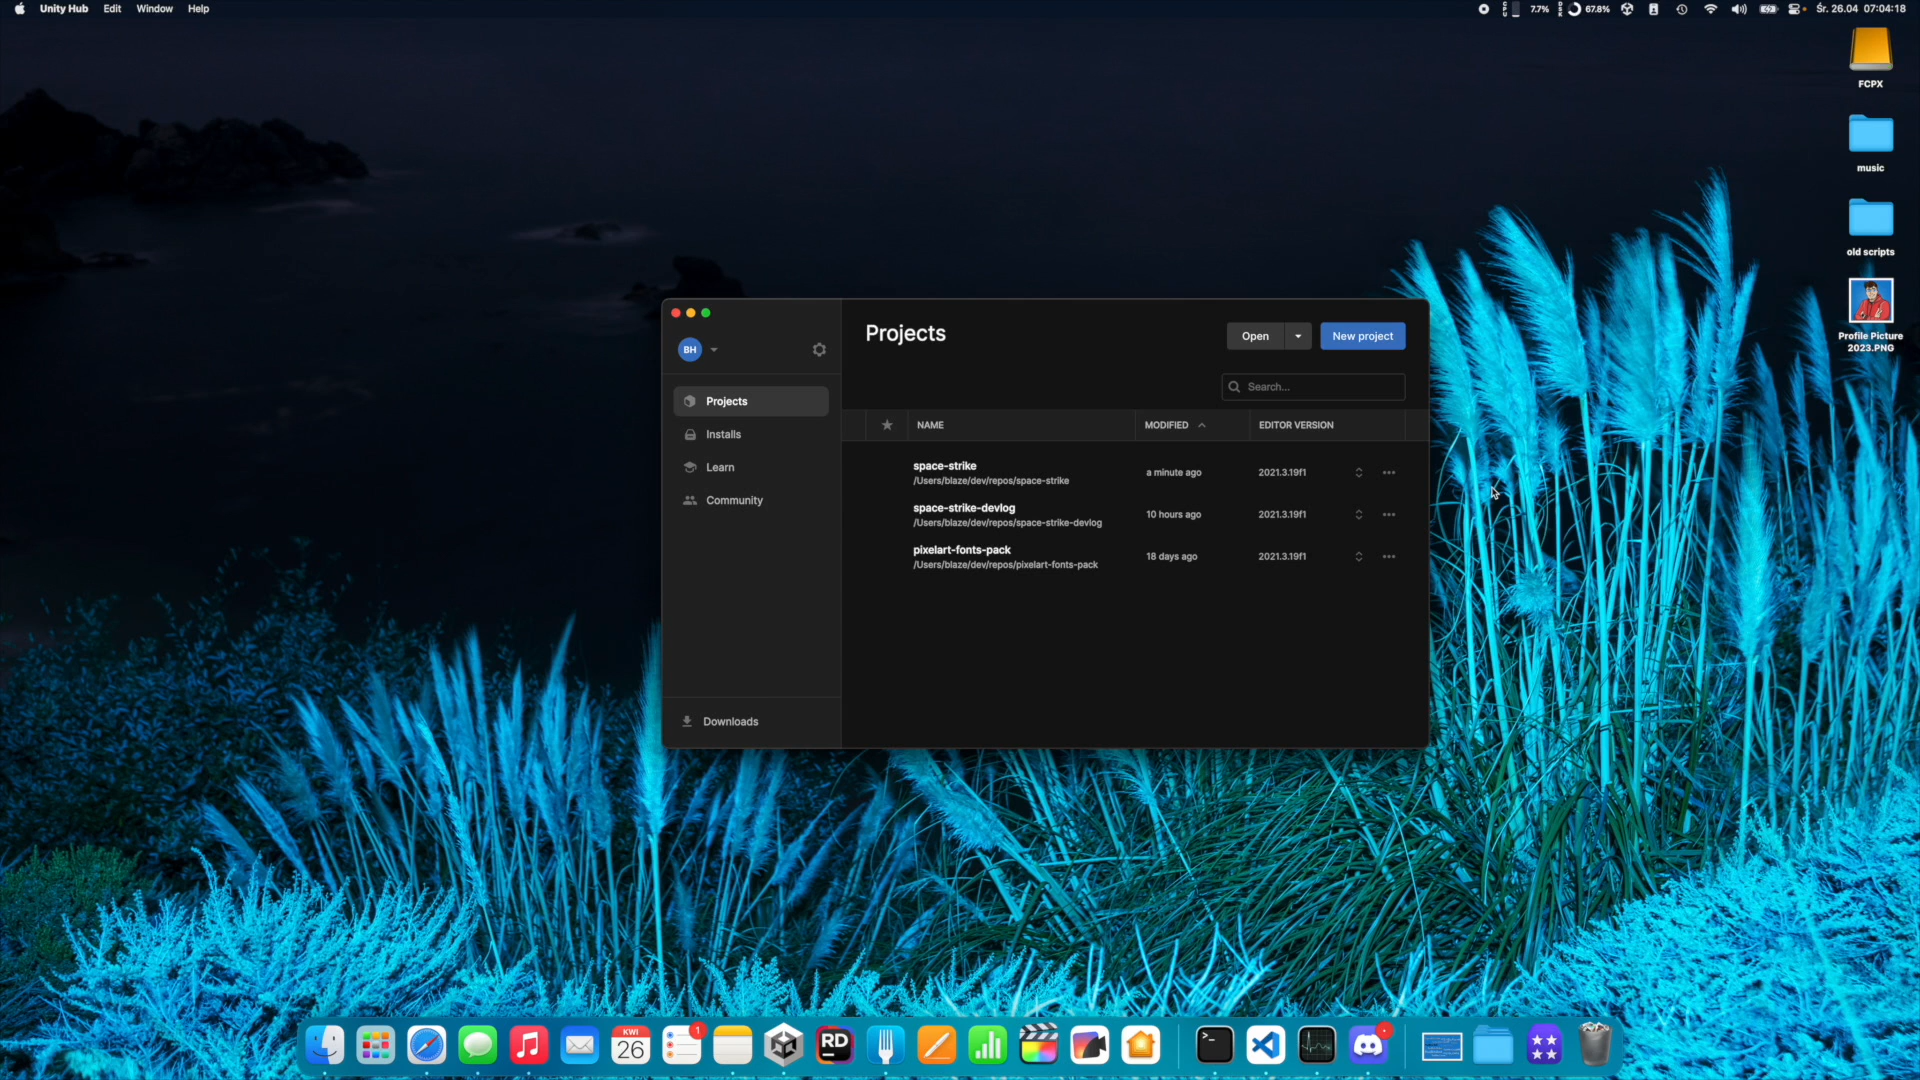 Unity Hub Edit Window Help
CPU 7.7% 67.8% Śr. 26.04 07:04:18
FCPX
music
old scripts
Profile Picture
2023.PNG
Projects
Open New project
BH
Search...
Projects
Installs
Learn
Community
Downloads
NAME MODIFIED EDITOR VERSION
space-strike
/Users/blaze/dev/repos/space-strike
a minute ago 2021.3.19f1
space-strike-devlog
/Users/blaze/dev/repos/space-strike-devlog
10 hours ago 2021.3.19f1
pixelart-fonts-pack
/Users/blaze/dev/repos/pixelart-fonts-pack
18 days ago 2021.3.19f1
KWI
26
1
RD